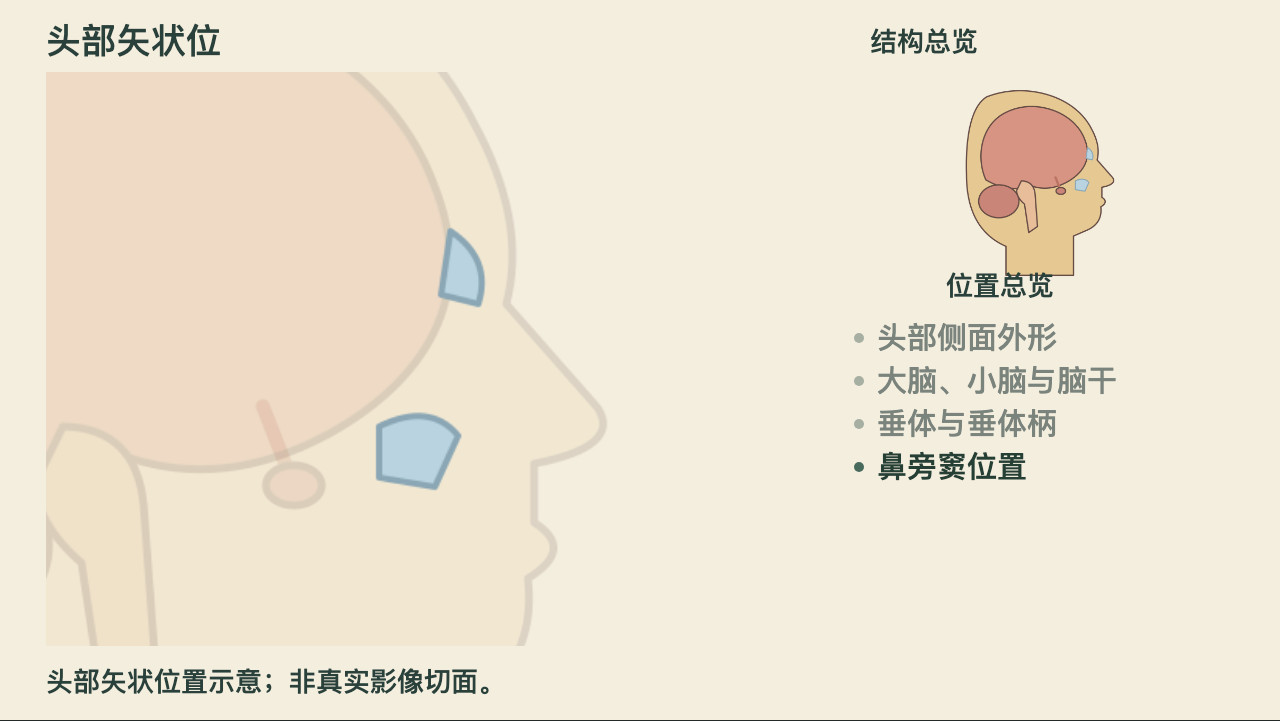 头部矢状位
结构总览
位置总览
头部侧面外形
大脑、小脑与脑干
垂体与垂体柄
鼻旁窦位置
头部矢状位置示意；非真实影像切面。